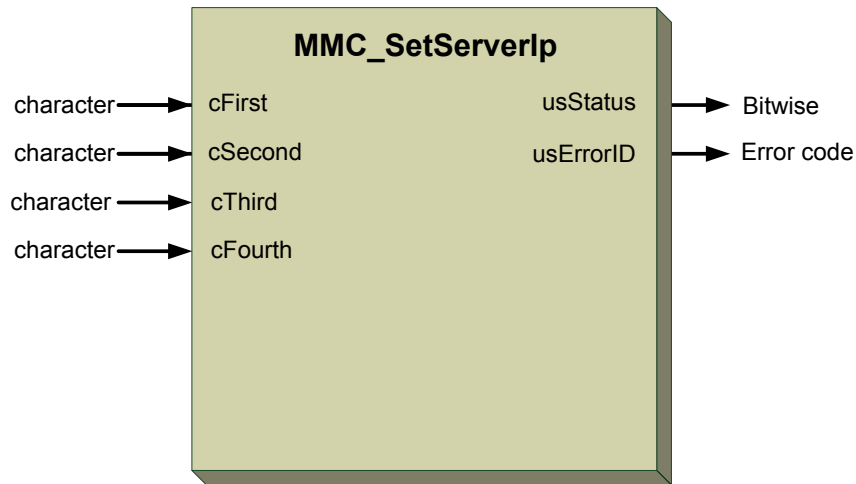 MMC_SetServerIp
character cFirst usStatus Bitwise
character cSecond usErrorID Error code
character cThird
character cFourth